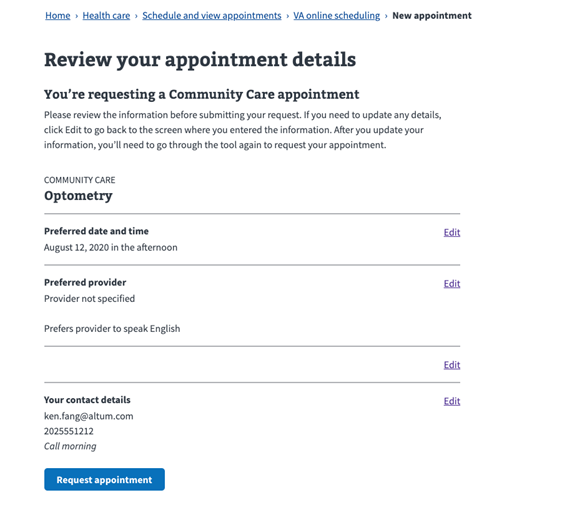 Home › Health care › Schedule and view appointments › VA online scheduling › New appointment
Review your appointment details
You're requesting a Community Care appointment
Please review the information before submitting your request. If you need to update any details,
click Edit to go back to the screen where you entered the information. After you update your
information, you'll need to go through the tool again to request your appointment.
COMMUNITY CARE
Optometry
Preferred date and time
Edit
August 12, 2020 in the afternoon
Preferred provider
Edit
Provider not specified
Prefers provider to speak English
Edit
Your contact details
Edit
ken.fang@altum.com
2025551212
Call morning
Request appointment